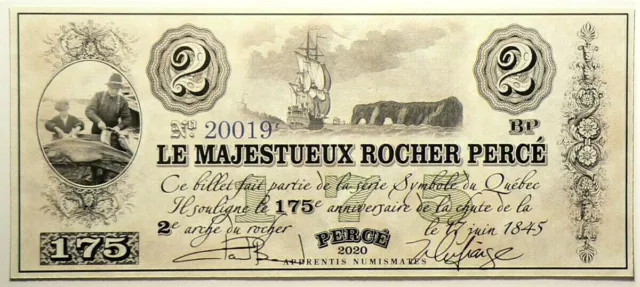 2
2
Nº 20019
BP
LE MAJESTUEUX ROCHER PERCÉ
Ce billet fait partie de la série Symbole du Québec
Il souligne le 175e anniversaire de la chute de la
2e arche du rocher
le 17 juin 1845
175
175
PERCÉ
2020
APPRENTIS NUMISMATES